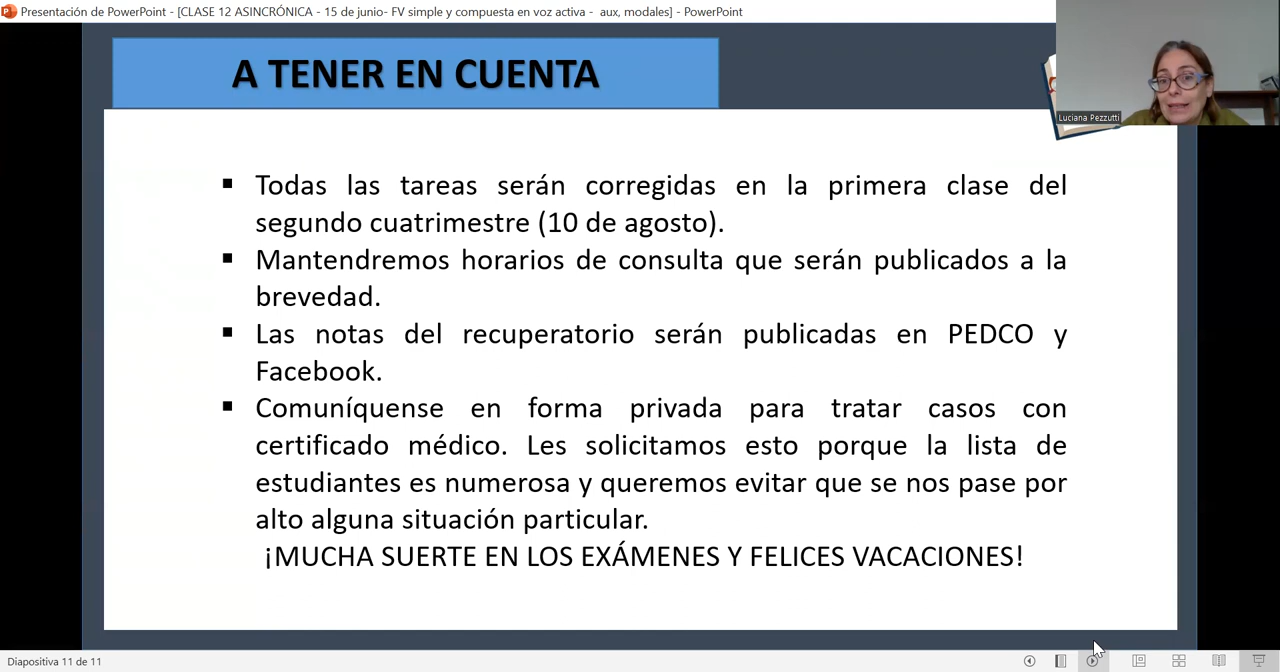 Presentación de PowerPoint - [CLASE 12 ASINCRÓNICA - 15 de junio- FV simple y compuesta en voz activa - aux, modales] - PowerPoint
A TENER EN CUENTA
Luciana Pezzutti
▪ Todas las tareas serán corregidas en la primera clase del
segundo cuatrimestre (10 de agosto).
▪ Mantendremos horarios de consulta que serán publicados a la
brevedad.
▪ Las notas del recuperatorio serán publicadas en PEDCO y
Facebook.
▪ Comuníquense en forma privada para tratar casos con
certificado médico. Les solicitamos esto porque la lista de
estudiantes es numerosa y queremos evitar que se nos pase por
alto alguna situación particular.
¡MUCHA SUERTE EN LOS EXÁMENES Y FELICES VACACIONES!
Diapositiva 11 de 11